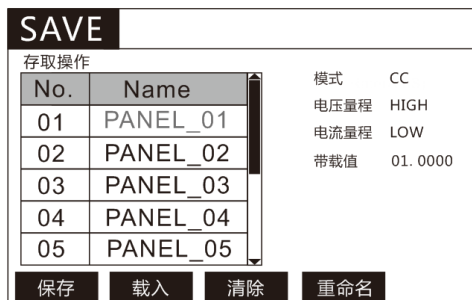 SAVE
存取操作
No. Name
01 PANEL_01
02 PANEL_02
03 PANEL_03
04 PANEL_04
05 PANEL_05
模式 CC
电压量程 HIGH
电流量程 LOW
带载值 01.0000
保存 载入 清除 重命名